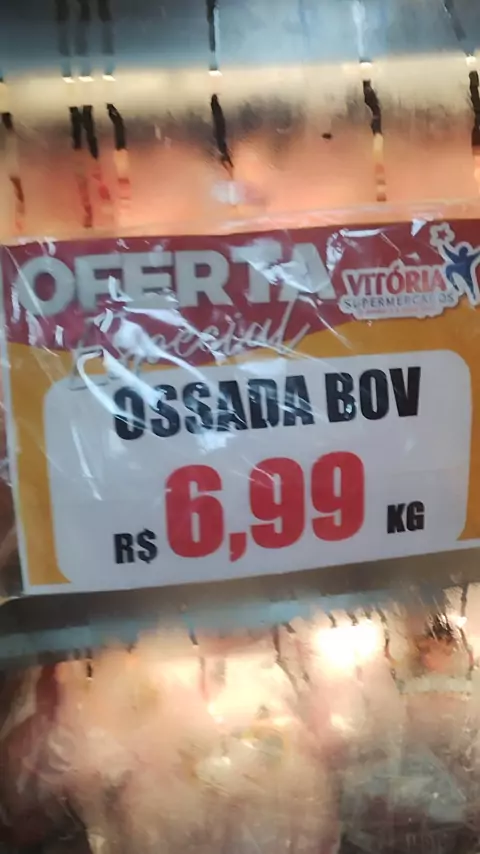 OFERTA
Especial
VITÓRIA
SUPERMERCADOS
OSSADA BOV
R$ 6,99 KG